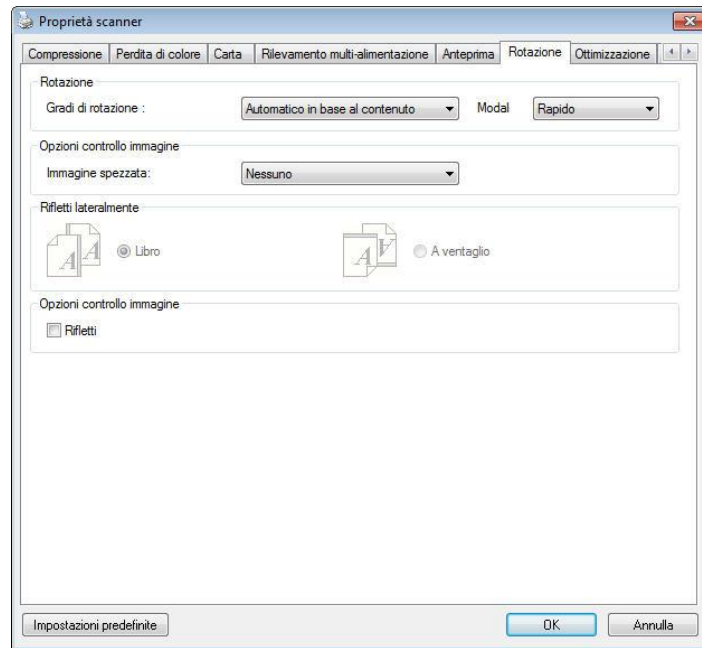 Proprietà scanner
Compressione Perdita di colore Carta Rilevamento multi-alimentazione Anteprima Rotazione Ottimizzazione
Rotazione
Gradi di rotazione : Automatico in base al contenuto Modal Rapido
Opzioni controllo immagine
Immagine spezzata: Nessuno
Rifletti lateralmente
A A Libro A A A ventaglio
Opzioni controllo immagine
Rifletti
Impostazioni predefinite OK Annulla